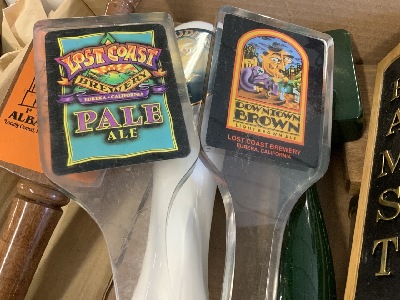 LOST COAST
BREWERY
EUREKA, CALIFORNIA
PALE
ALE
DOWNTOWN
BROWN
LOST COAST BREWERY
EUREKA, CALIFORNIA
ALBA
H
A
M
S
T